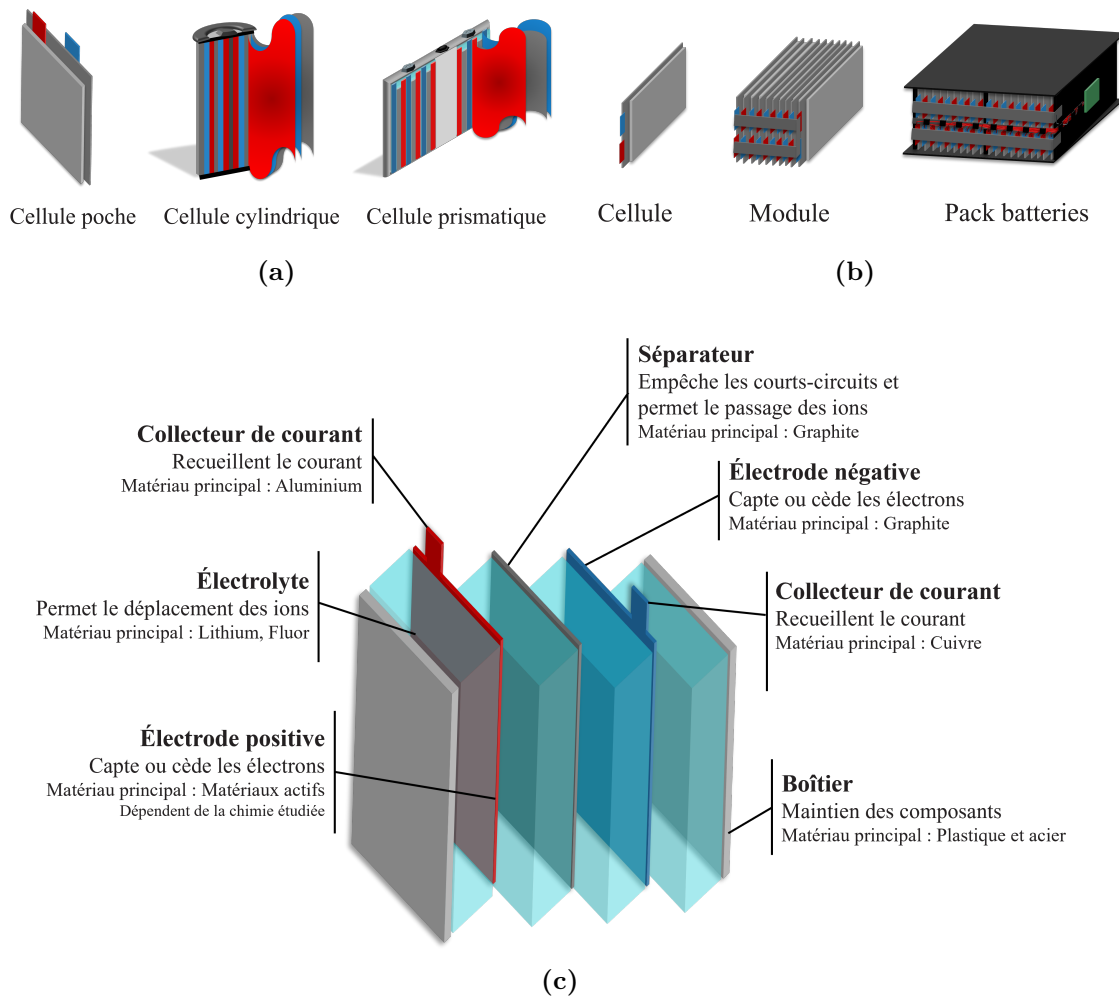 Cellule poche
Cellule cylindrique
Cellule prismatique
Cellule
Module
Pack batteries
(a)
(b)
Séparateur
Empêche les courts-circuits et
permet le passage des ions
Matériau principal : Graphite
Collecteur de courant
Recueillent le courant
Matériau principal : Aluminium
Électrode négative
Capte ou cède les électrons
Matériau principal : Graphite
Électrolyte
Permet le déplacement des ions
Matériau principal : Lithium, Fluor
Collecteur de courant
Recueillent le courant
Matériau principal : Cuivre
Électrode positive
Capte ou cède les électrons
Matériau principal : Matériaux actifs
Dépendent de la chimie étudiée
Boîtier
Maintien des composants
Matériau principal : Plastique et acier
(c)